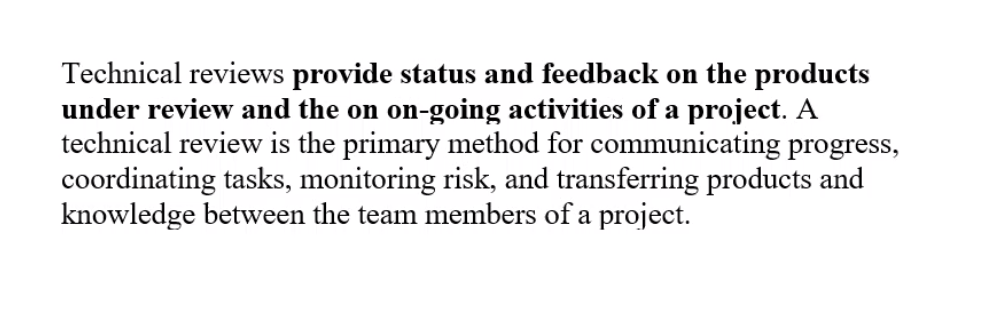 Technical reviews provide status and feedback on the products
under review and the on on-going activities of a project. A
technical review is the primary method for communicating progress,
coordinating tasks, monitoring risk, and transferring products and
knowledge between the team members of a project.